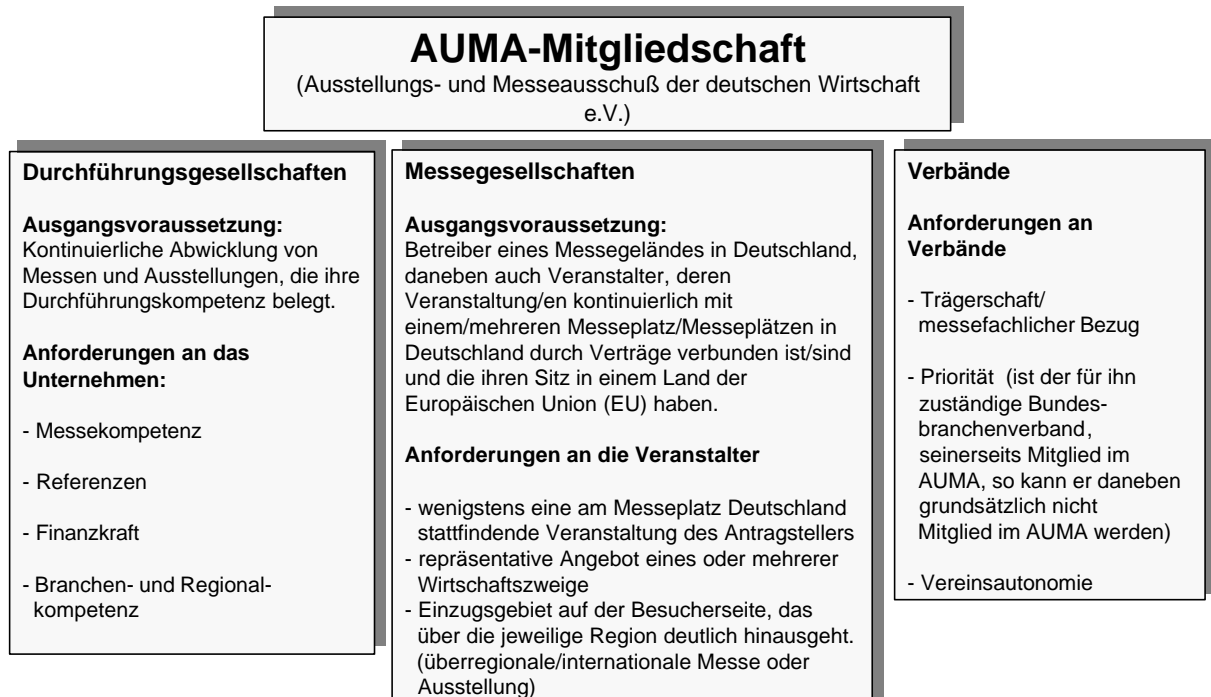 AUMA-Mitgliedschaft
(Ausstellungs- und Messeausschuß der deutschen Wirtschaft
e.V.)
Durchführungsgesellschaften
Ausgangsvoraussetzung:
Kontinuierliche Abwicklung von
Messen und Ausstellungen, die ihre
Durchführungskompetenz belegt.
Anforderungen an das
Unternehmen:
- Messekompetenz
- Referenzen
- Finanzkraft
- Branchen- und Regional-
kompetenz
Messegesellschaften
Ausgangsvoraussetzung:
Betreiber eines Messegeländes in Deutschland,
daneben auch Veranstalter, deren
Veranstaltung/en kontinuierlich mit
einem/mehreren Messeplatz/Messeplätzen in
Deutschland durch Verträge verbunden ist/sind
und die ihren Sitz in einem Land der
Europäischen Union (EU) haben.
Anforderungen an die Veranstalter
- wenigstens eine am Messeplatz Deutschland
stattfindende Veranstaltung des Antragstellers
- repräsentative Angebot eines oder mehrerer
Wirtschaftszweige
- Einzugsgebiet auf der Besucherseite, das
über die jeweilige Region deutlich hinausgeht.
(überregionale/internationale Messe oder
Ausstellung)
Verbände
Anforderungen an
Verbände
- Trägerschaft/
messefachlicher Bezug
- Priorität (ist der für ihn
zuständige Bundes-
branchenverband,
seinerseits Mitglied im
AUMA, so kann er daneben
grundsätzlich nicht
Mitglied im AUMA werden)
- Vereinsautonomie